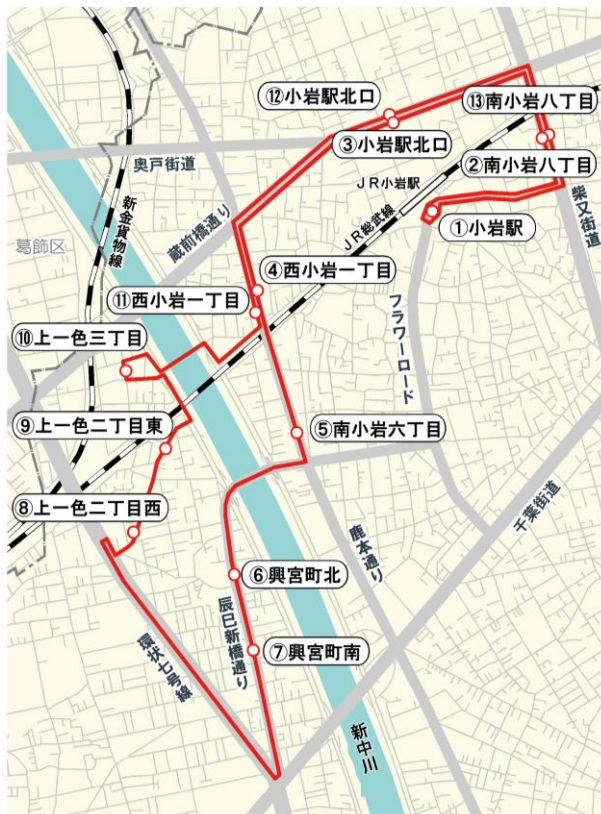 ⑫小岩駅北口
⑬南小岩八丁目
③小岩駅北口
奥戸街道
②南小岩八丁目
JR小岩駅
新金貨物線
蔵前橋通り
JR総武線
①小岩駅
柴又街道
葛飾区
④西小岩一丁目
⑪西小岩一丁目
フラワーロード
⑩上一色三丁目
⑨上一色二丁目東
⑤南小岩六丁目
⑧上一色二丁目西
千葉街道
鹿本通り
⑥興宮町北
辰巳新橋通り
⑦興宮町南
環状七号線
新中川